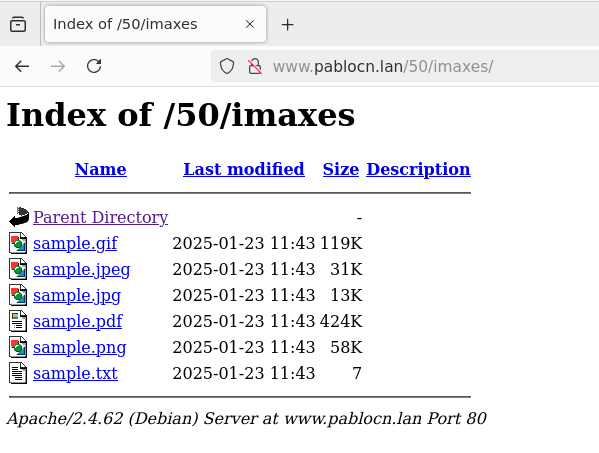 Index of /50/imaxes
www.pablocn.lan/50/imaxes/
Index of /50/imaxes
Name Last modified Size Description
Parent Directory -
sample.gif 2025-01-23 11:43 119K
sample.jpeg 2025-01-23 11:43 31K
sample.jpg 2025-01-23 11:43 13K
sample.pdf 2025-01-23 11:43 424K
sample.png 2025-01-23 11:43 58K
sample.txt 2025-01-23 11:43 7
Apache/2.4.62 (Debian) Server at www.pablocn.lan Port 80